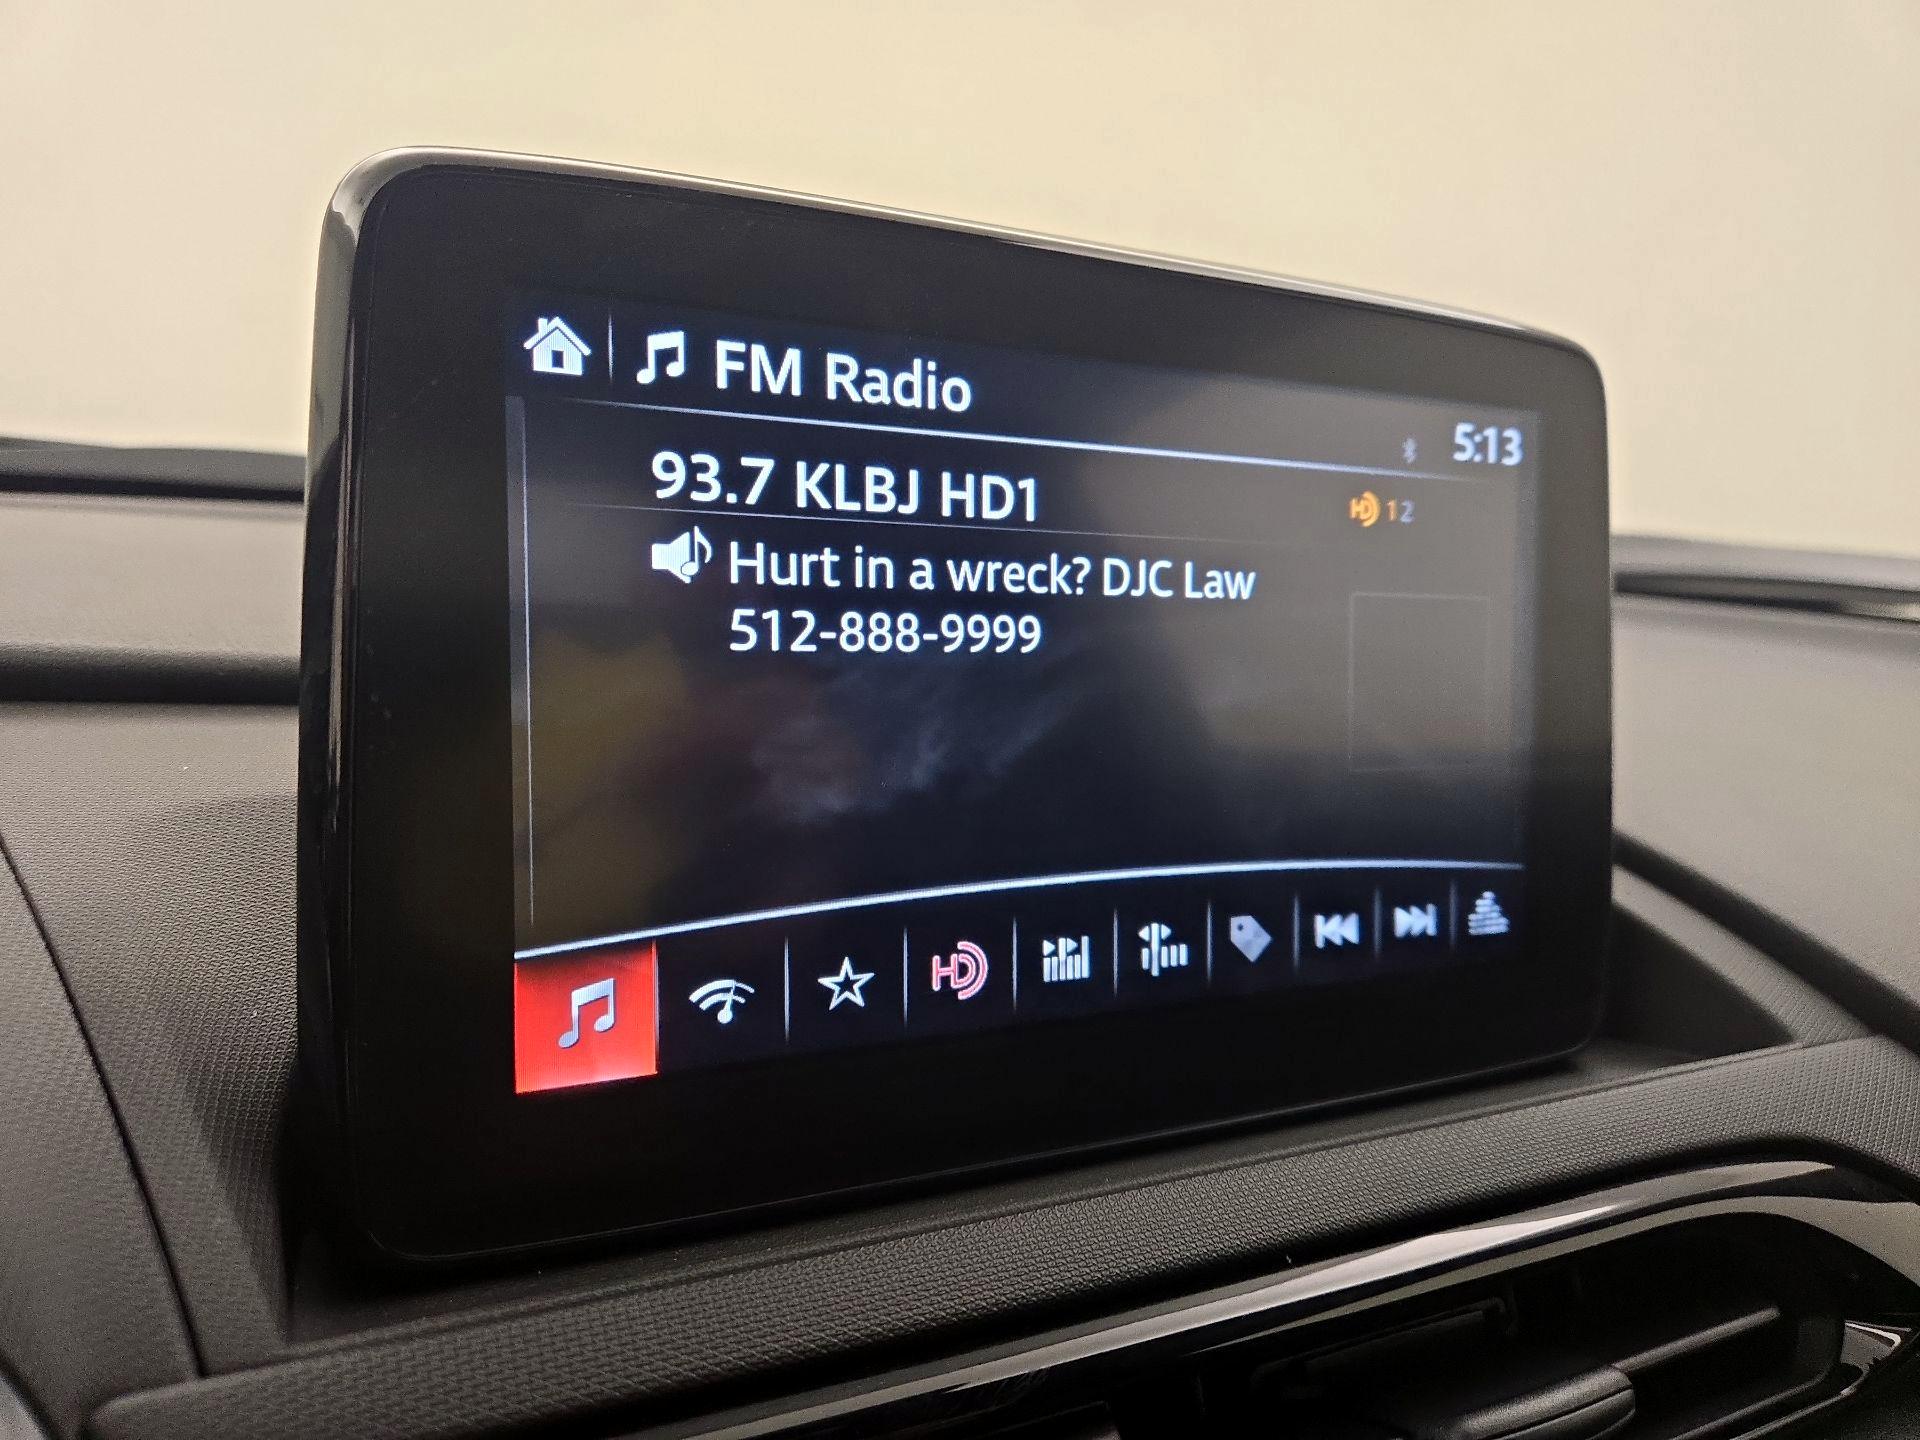 FM Radio
5:13
93.7 KLBJ HD1
HD 12
Hurt in a wreck? DJC Law
512-888-9999
HD